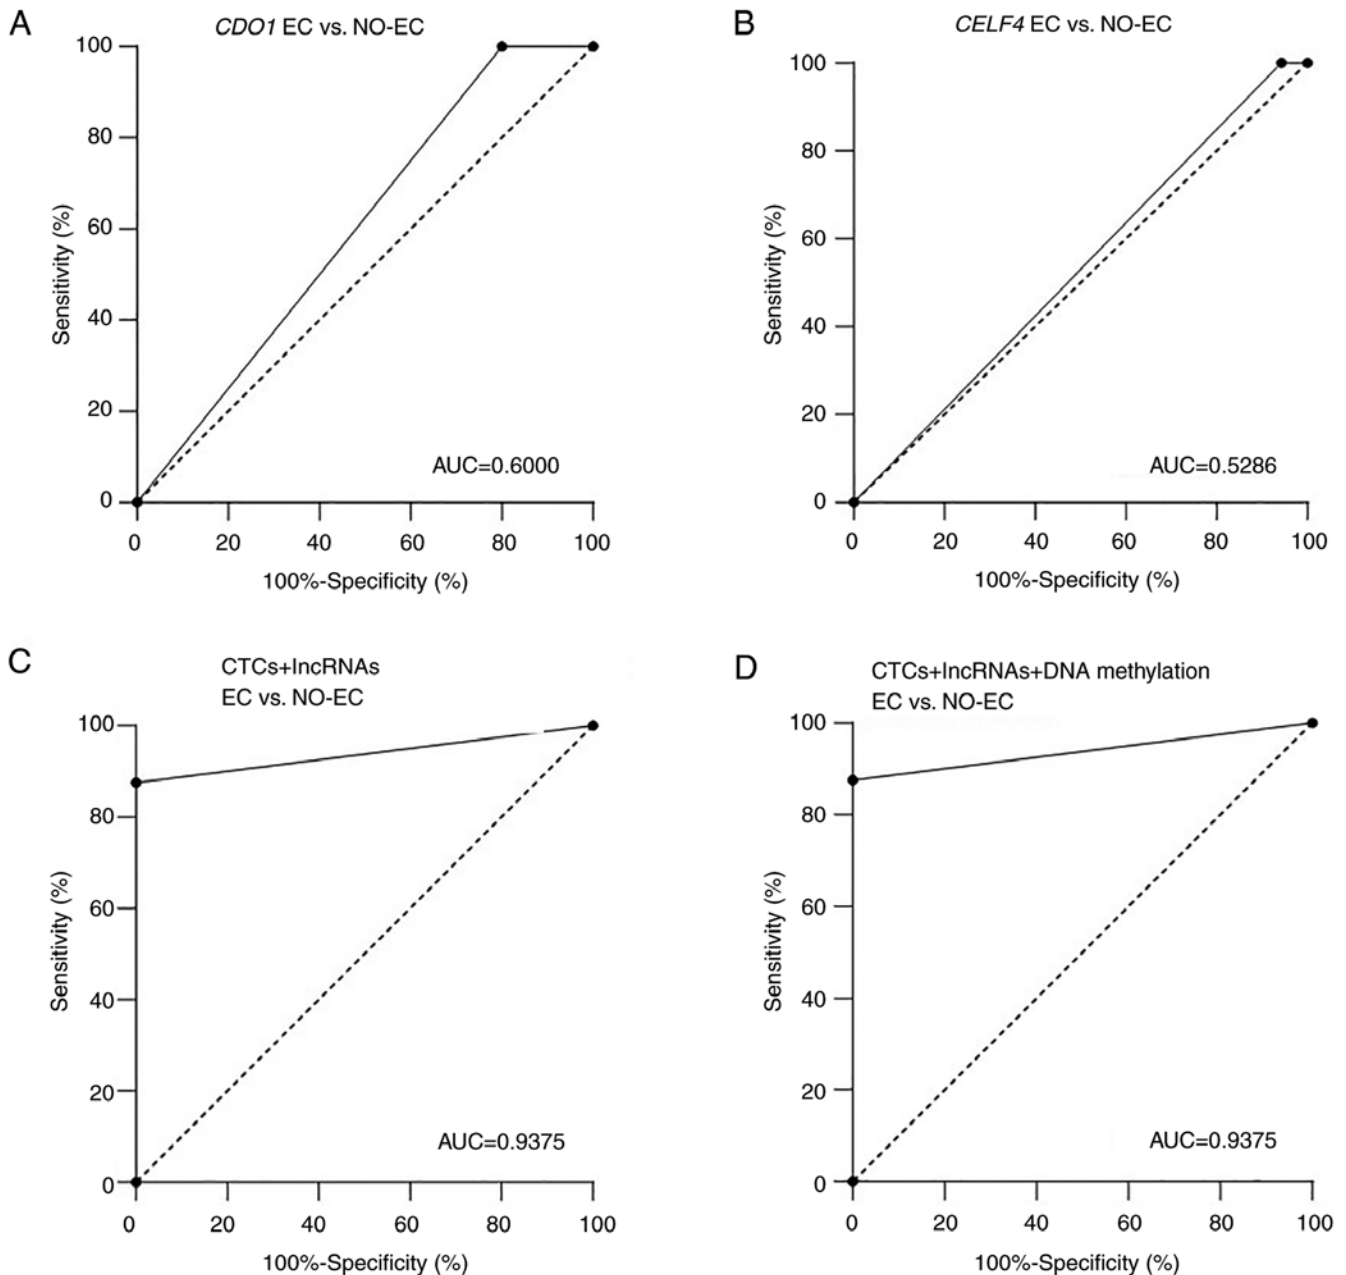 A
CDO1 EC vs. NO-EC
100
80
60
40
20
0
Sensitivity (%)
AUC=0.6000
0 20 40 60 80 100
100%-Specificity (%)
B
CELF4 EC vs. NO-EC
100
80
60
40
20
0
Sensitivity (%)
AUC=0.5286
0 20 40 60 80 100
100%-Specificity (%)
C
CTCs+lncRNAs
EC vs. NO-EC
100
80
60
40
20
0
Sensitivity (%)
AUC=0.9375
0 20 40 60 80 100
100%-Specificity (%)
D
CTCs+lncRNAs+DNA methylation
EC vs. NO-EC
100
80
60
40
20
0
Sensitivity (%)
AUC=0.9375
0 20 40 60 80 100
100%-Specificity (%)